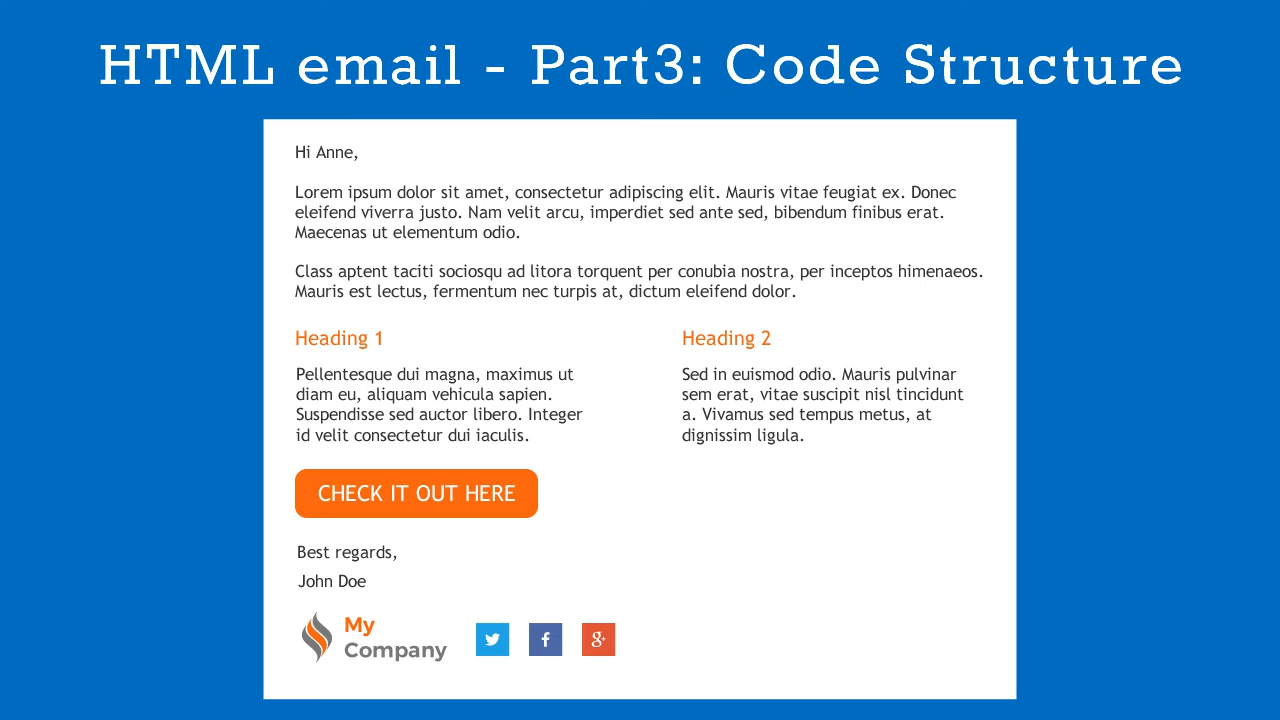 HTML email - Part3: Code Structure
Hi Anne,
Lorem ipsum dolor sit amet, consectetur adipiscing elit. Mauris vitae feugiat ex. Donec
eleifend viverra justo. Nam velit arcu, imperdiet sed ante sed, bibendum finibus erat.
Maecenas ut elementum odio.
Class aptent taciti sociosqu ad litora torquent per conubia nostra, per inceptos himenaeos.
Mauris est lectus, fermentum nec turpis at, dictum eleifend dolor.
Heading 1
Pellentesque dui magna, maximus ut
diam eu, aliquam vehicula sapien.
Suspendisse sed auctor libero. Integer
id velit consectetur dui iaculis.
Heading 2
Sed in euismod odio. Mauris pulvinar
sem erat, vitae suscipit nisl tincidunt
a. Vivamus sed tempus metus, at
dignissim ligula.
CHECK IT OUT HERE
Best regards,
John Doe
My
Company
f
g+